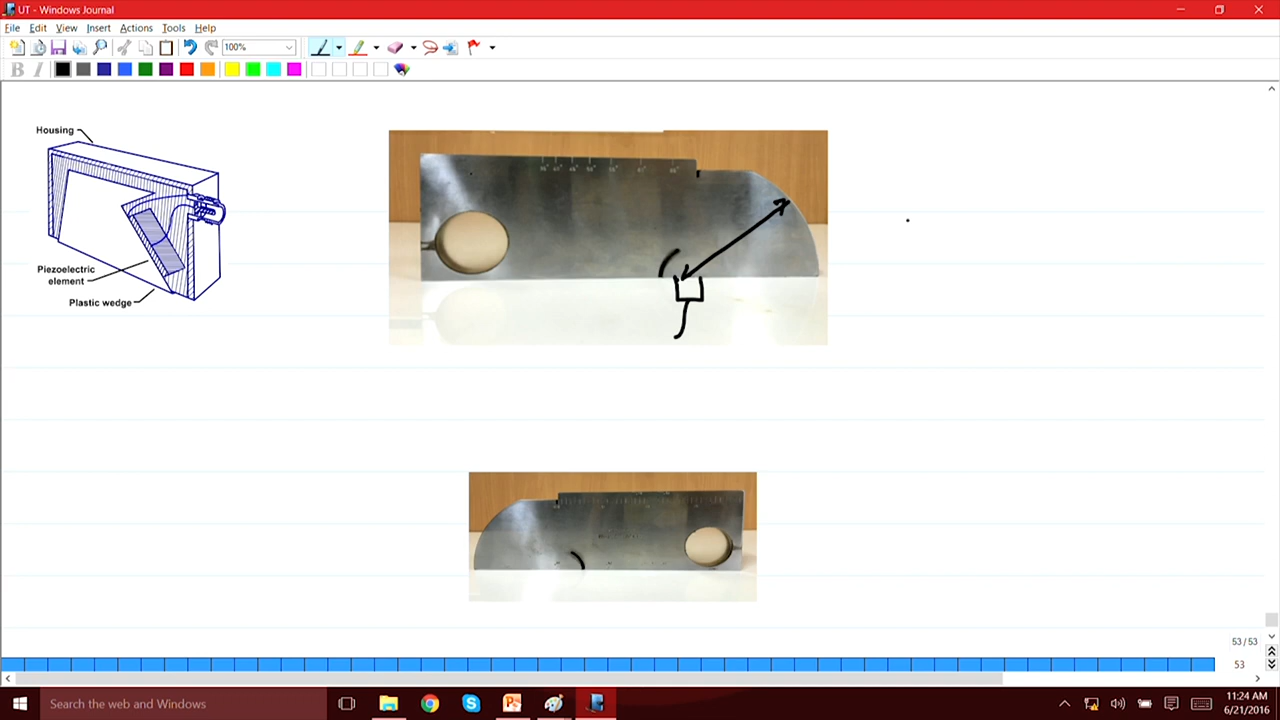 UT - Windows Journal
File Edit View Insert Actions Tools Help
100%
B I
Housing
Piezoelectric
element
Plastic wedge
53 / 53
53
Search the web and Windows
11:24 AM
6/21/2016